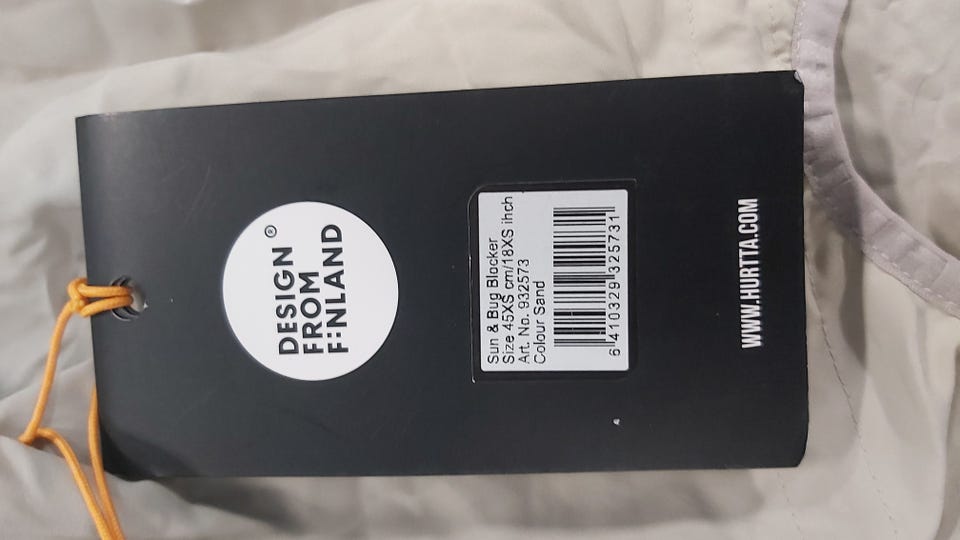 DESIGN®
FROM
F:NLAND
Sun & Bug Blocker
Size 45XS cm/18XS ihch
Art. No. 932573
Colour Sand
6 410329 325731
WWW.HURTTA.COM